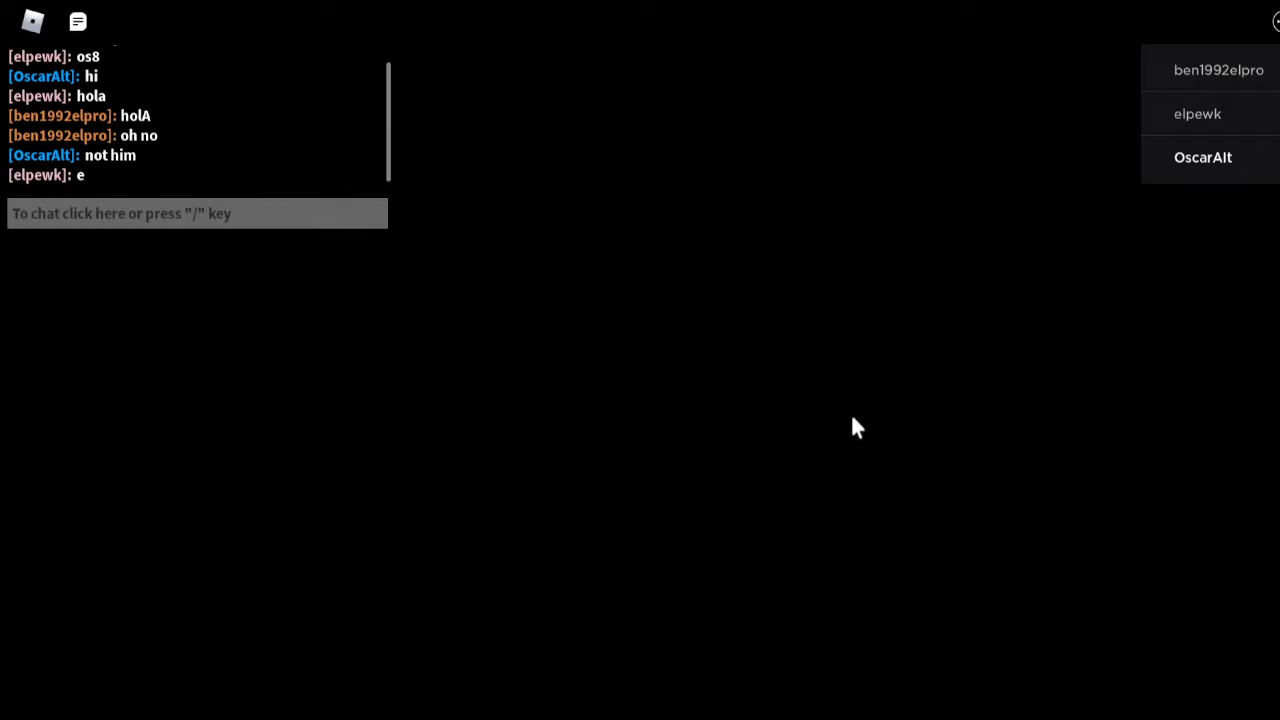 [elpewk]: os8
[OscarAlt]: hi
[elpewk]: hola
[ben1992elpro]: holA
[ben1992elpro]: oh no
[OscarAlt]: not him
[elpewk]: e
To chat click here or press "/" key
ben1992elpro
elpewk
OscarAlt